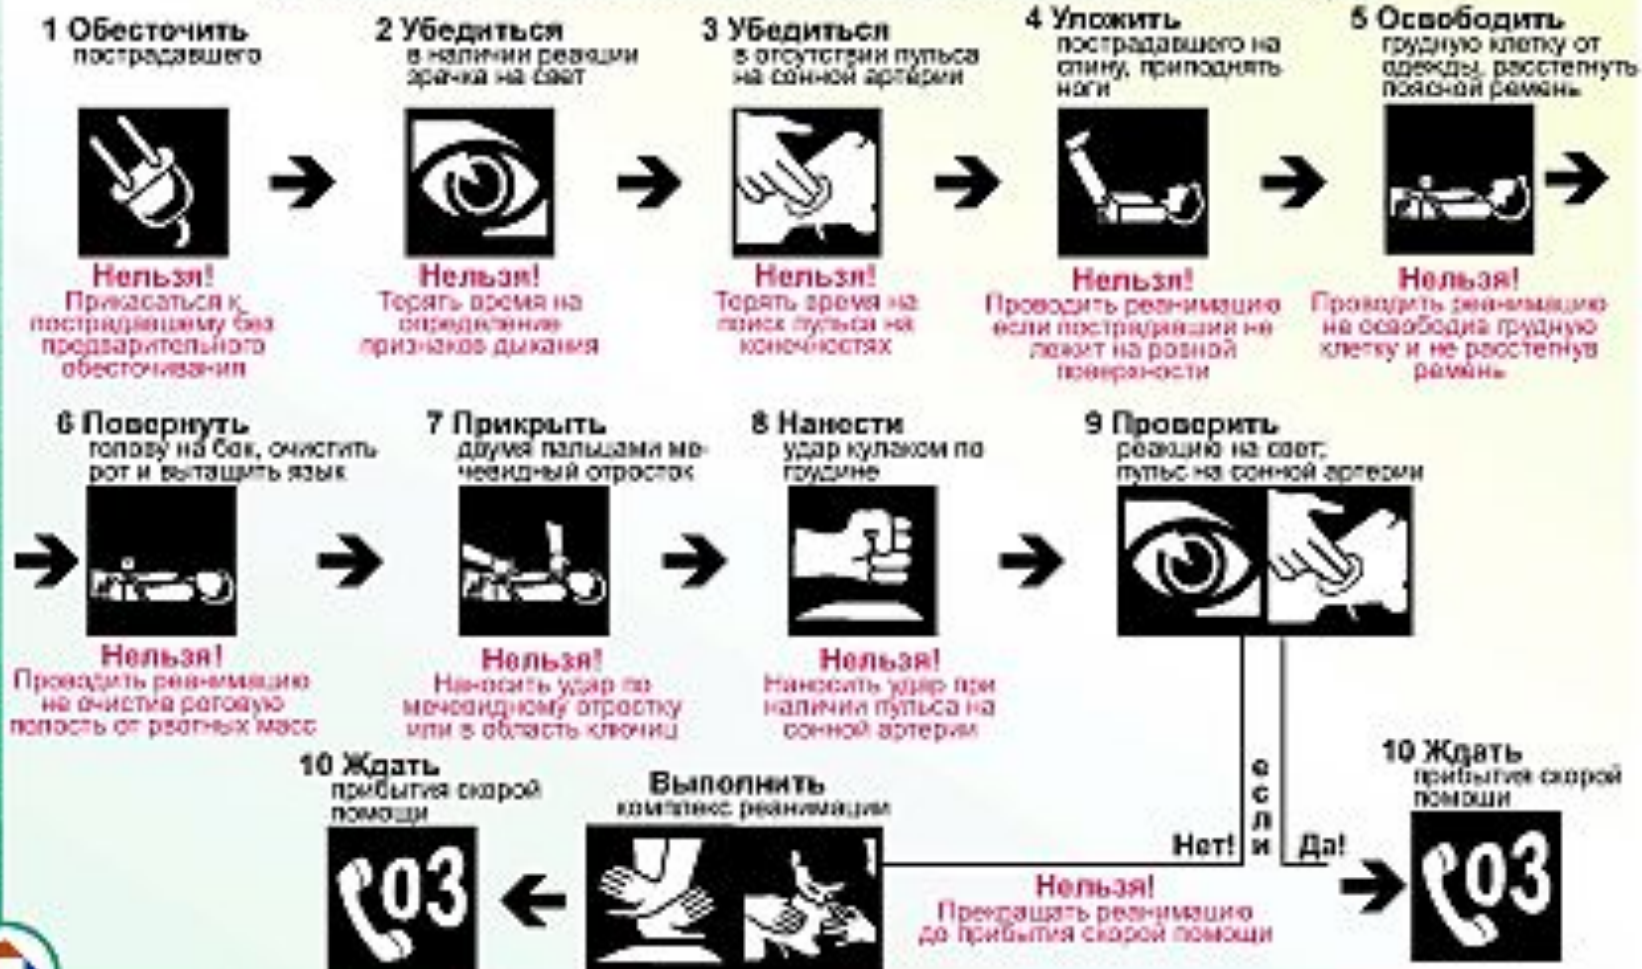 1 Обесточить
пострадавшего
2 Убедиться
в наличии реакции
зрачка на свет
3 Убедиться
в отсутствии пульса
на сонной артерии
4 Уложить
пострадавшего на
спину, приподнять
ноги
5 Освободить
грудную клетку от
одежды, расстегнуть
поясной ремень
Нельзя!
Прикасаться к
пострадавшему без
предварительного
обесточивания
Нельзя!
Терять время на
определение
признаков дыхания
Нельзя!
Терять время на
поиск пульса на
конечностях
Нельзя!
Проводить реанимацию
если пострадавший не
лежит на ровной
поверхности
Нельзя!
Проводить реанимацию
не освободив грудную
клетку и не расстегнув
ремень
6 Повернуть
голову на бок, очистить
рот и вытащить язык
7 Прикрыть
двумя пальцами ме-
чевидный отросток
8 Нанести
удар кулаком по
грудине
9 Проверить
реакцию на свет,
пульс на сонной артерии
Нельзя!
Проводить реанимацию
не очистив ротовую
полость от рвотных масс
Нельзя!
Наносить удар по
мечевидному отростку
или в область ключиц
Нельзя!
Наносить удар при
наличии пульса на
сонной артерии
10 Ждать
прибытия скорой
помощи
03
Выполнить
комплекс реанимации
если
Нет!
Да!
Нельзя!
Прекращать реанимацию
до прибытия скорой помощи
10 Ждать
прибытия скорой
помощи
03